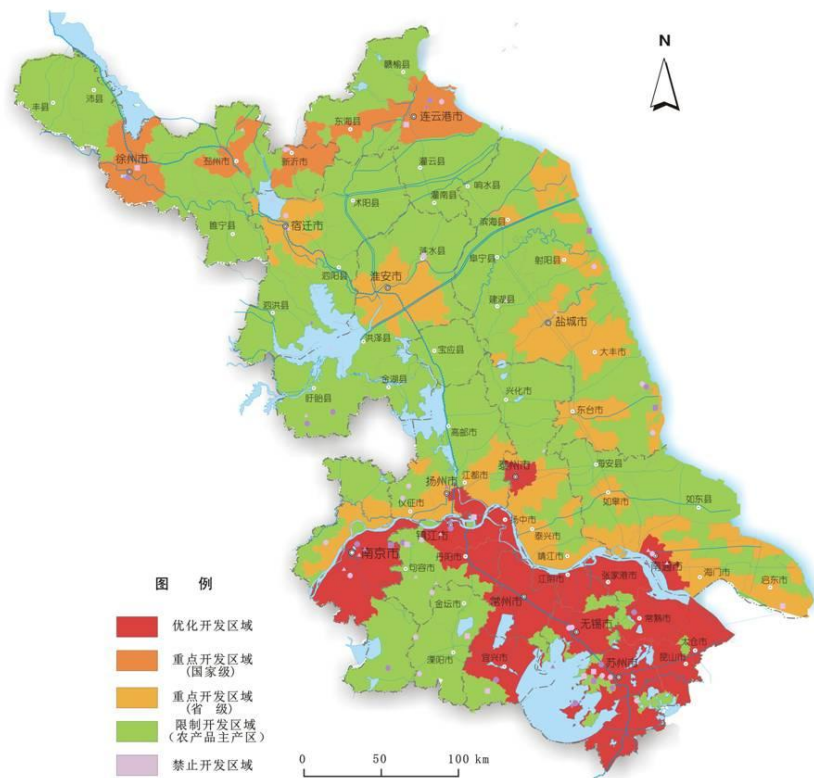 N
赣榆县
连云港市
东海县
沛县
丰县
徐州市
邳州市
新沂市
灌云县
响水县
灌南县
沭阳县
睢宁县
宿迁市
滨海县
涟水县
阜宁县
射阳县
泗阳县
淮安市
泗洪县
建湖县
盐城市
洪泽县
宝应县
大丰市
金湖县
盱眙县
兴化市
东台市
高邮市
海安县
泰州市
江都市
扬州市
如皋市
如东县
仪征市
扬中市
泰兴市
镇江市
南京市
丹阳市
靖江市
南通市
海门市
启东市
句容市
江阴市
张家港市
金坛市
常州市
常熟市
无锡市
太仓市
溧阳市
宜兴市
苏州市
昆山市
图 例
优化开发区域
重点开发区域
(国家级)
重点开发区域
(省 级)
限制开发区域
(农产品主产区)
禁止开发区域
0 50 100 km